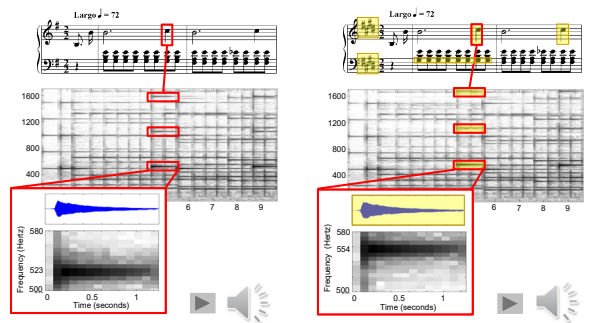 Largo ♩ = 72
1600
1200
800
400
6 7 8 9
580
523
500
Frequency (Hertz)
0 0.5 1
Time (seconds)
Largo ♩ = 72
1600
1200
800
400
6 7 8 9
580
554
500
Frequency (Hertz)
0 0.5 1
Time (seconds)